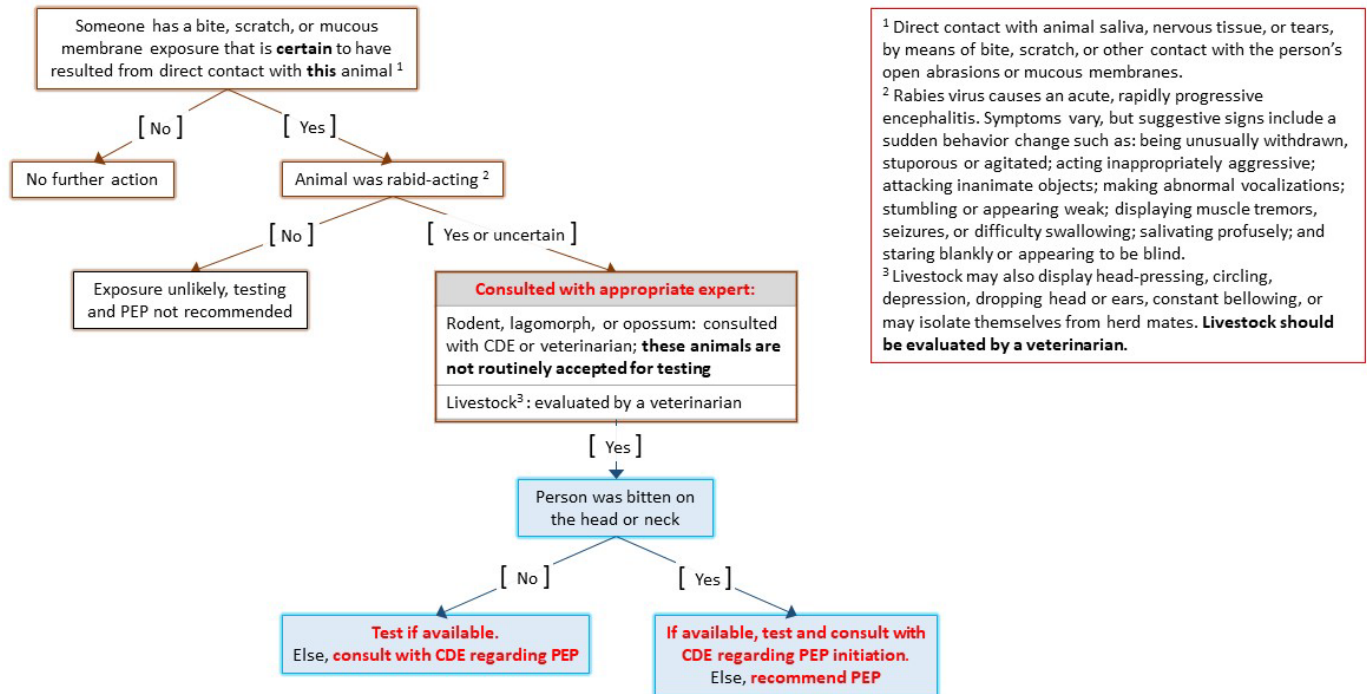 Someone has a bite, scratch, or mucous
membrane exposure that is certain to have
resulted from direct contact with this animal ¹
[ No ]
[ Yes ]
No further action
Animal was rabid-acting ²
[ No ]
[ Yes or uncertain ]
Exposure unlikely, testing
and PEP not recommended
Consulted with appropriate expert:
Rodent, lagomorph, or opossum: consulted
with CDE or veterinarian; these animals are
not routinely accepted for testing
Livestock³ : evaluated by a veterinarian
[ Yes ]
Person was bitten on
the head or neck
[ No ]
[ Yes ]
Test if available.
Else, consult with CDE regarding PEP
If available, test and consult with
CDE regarding PEP initiation.
Else, recommend PEP
¹ Direct contact with animal saliva, nervous tissue, or tears,
by means of bite, scratch, or other contact with the person's
open abrasions or mucous membranes.
² Rabies virus causes an acute, rapidly progressive
encephalitis. Symptoms vary, but suggestive signs include a
sudden behavior change such as: being unusually withdrawn,
stuporous or agitated; acting inappropriately aggressive;
attacking inanimate objects; making abnormal vocalizations;
stumbling or appearing weak; displaying muscle tremors,
seizures, or difficulty swallowing; salivating profusely; and
staring blankly or appearing to be blind.
³ Livestock may also display head-pressing, circling,
depression, dropping head or ears, constant bellowing, or
may isolate themselves from herd mates. Livestock should
be evaluated by a veterinarian.